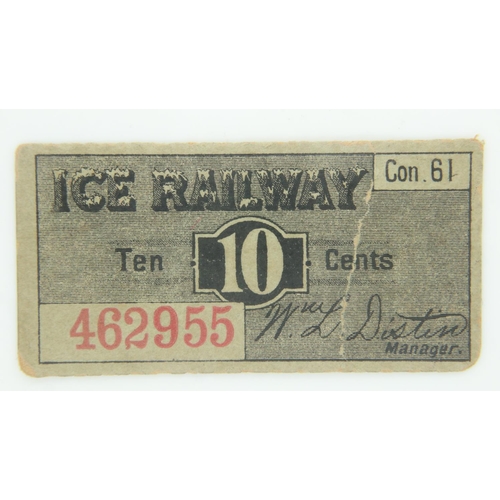 ICE RAILWAY
Con. 61
Ten 10 Cents
462955
Wm L. Distin
Manager.